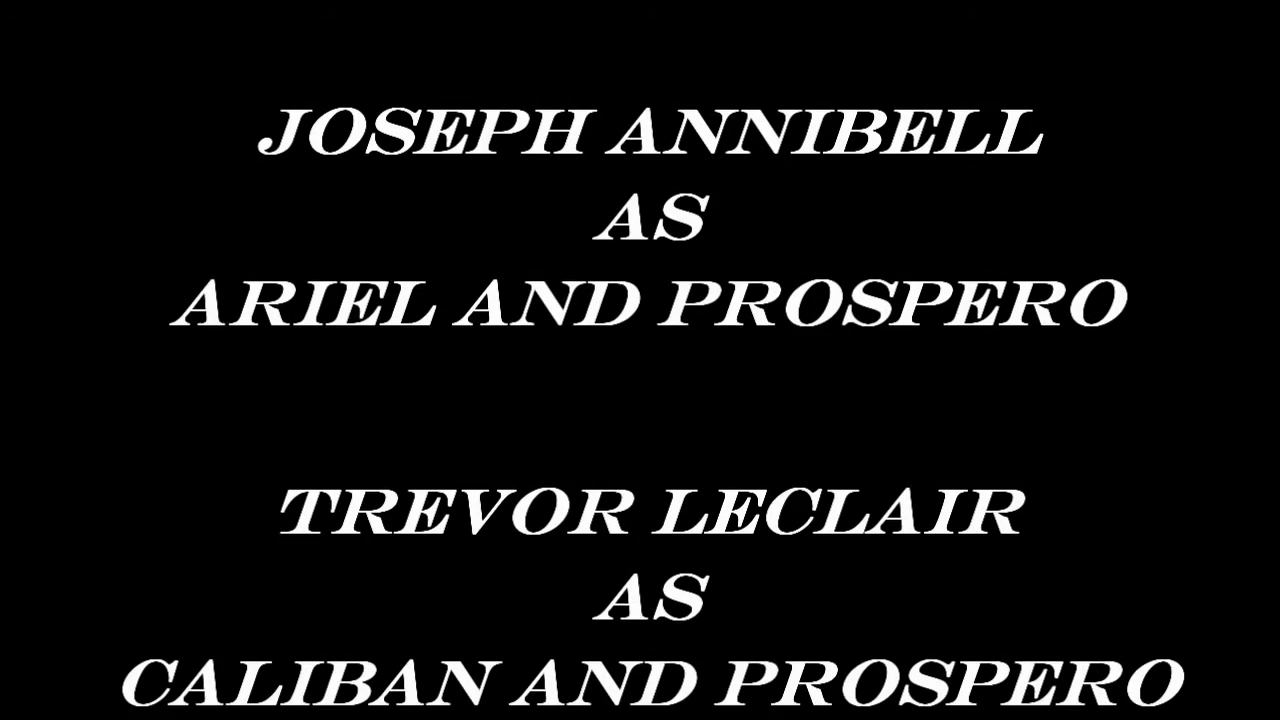 JOSEPH ANNIBELL
AS
ARIEL AND PROSPERO
TREVOR LECLAIR
AS
CALIBAN AND PROSPERO